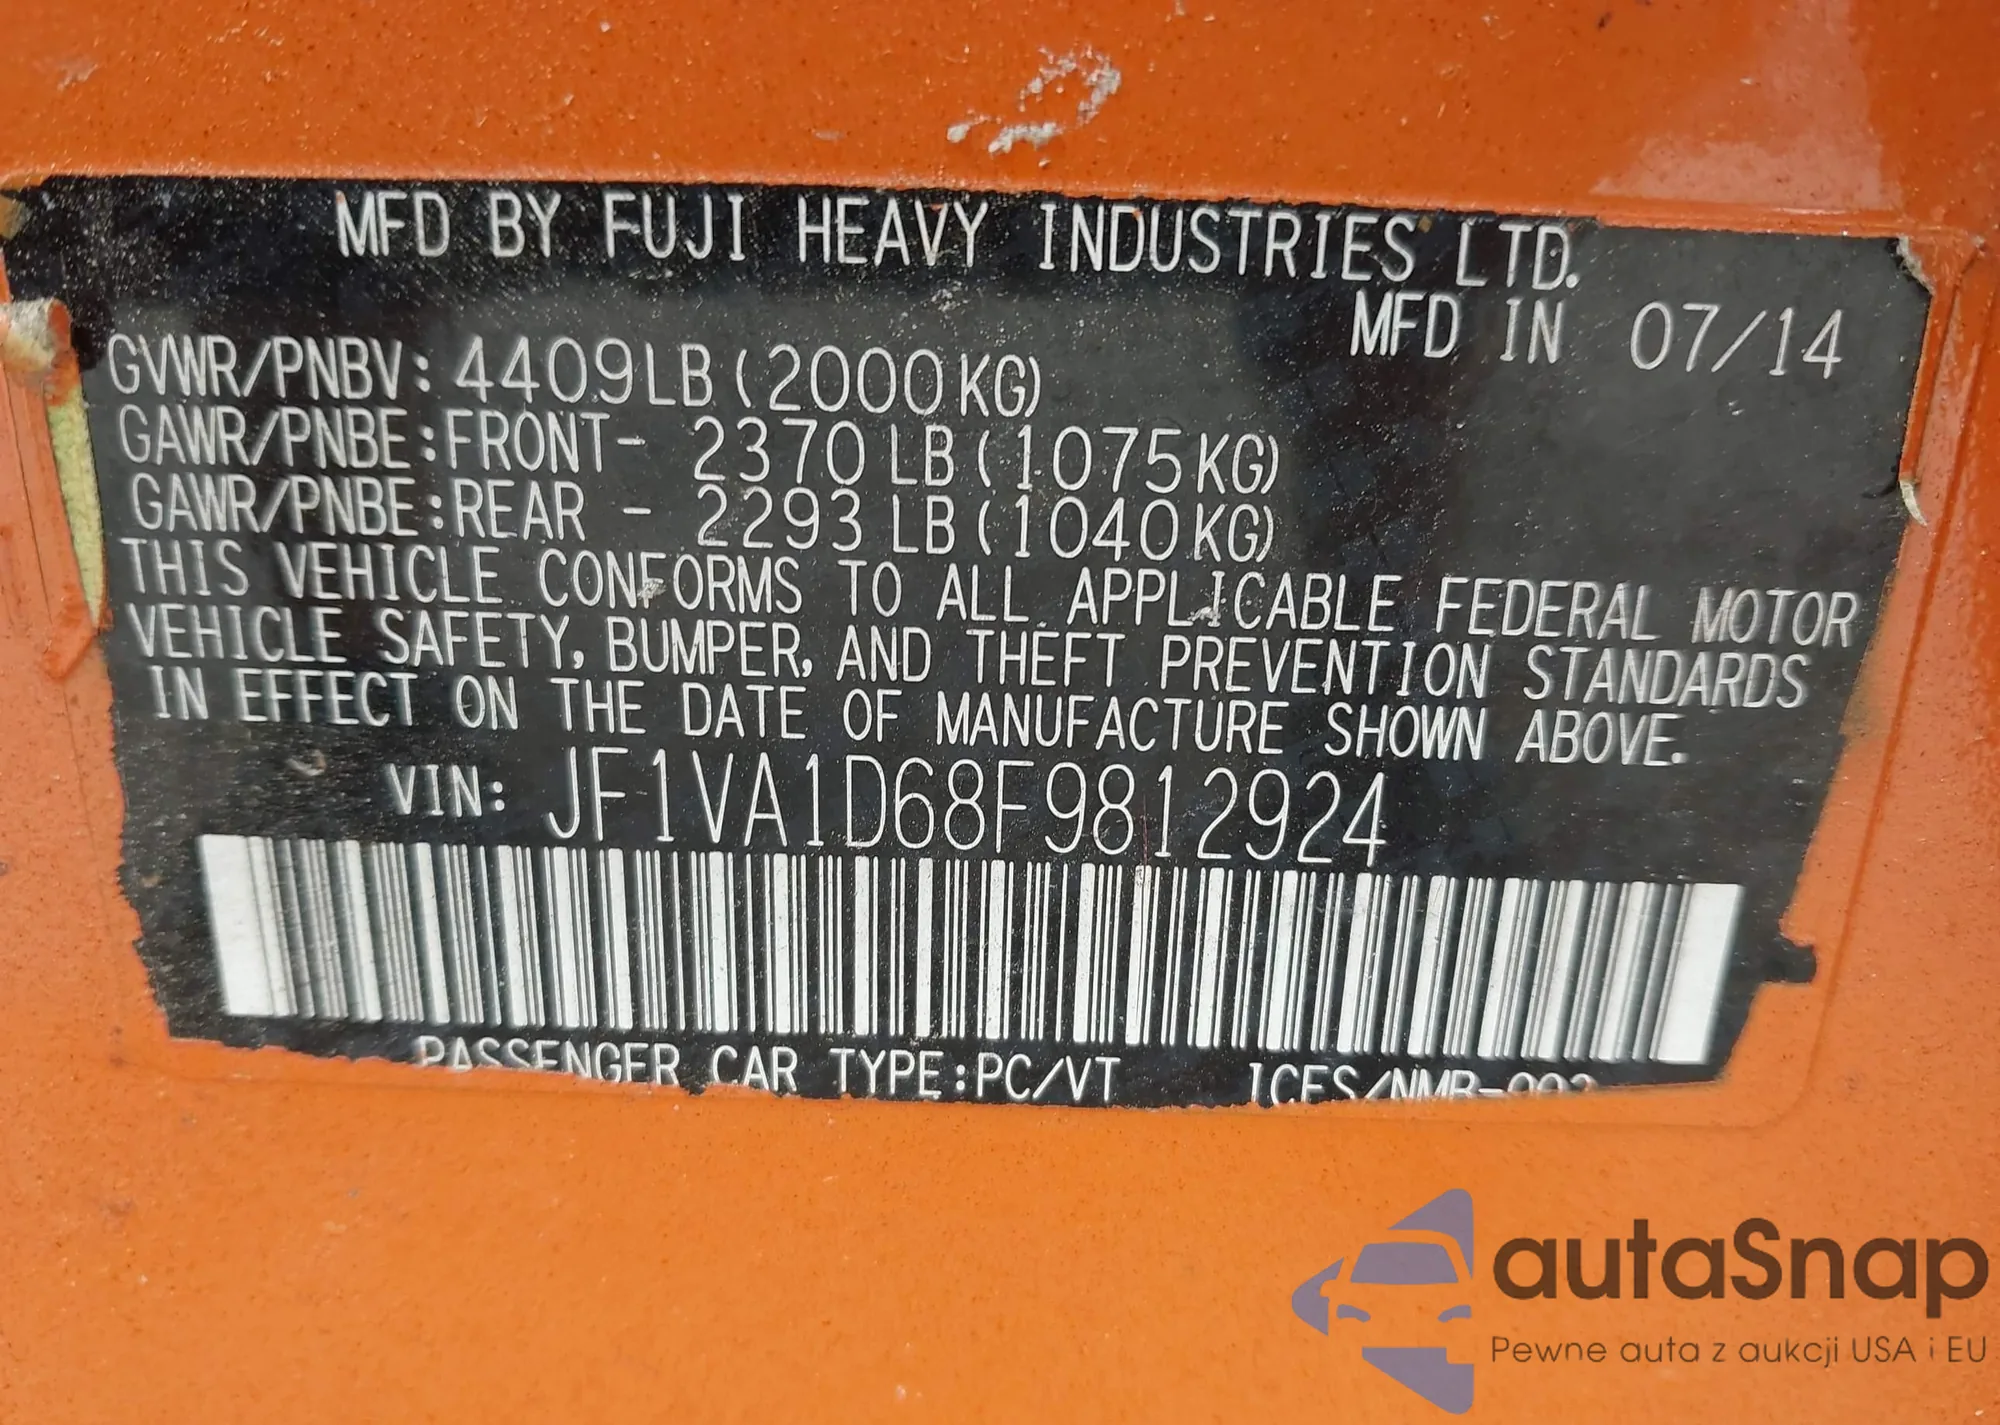 MFD BY FUJI HEAVY INDUSTRIES LTD.
MFD IN 07/14
GVWR/PNBV: 4409LB (2000KG)
GAWR/PNBE:FRONT- 2370 LB (1075KG)
GAWR/PNBE:REAR - 2293 LB (1040KG)
THIS VEHICLE CONFORMS TO ALL APPLICABLE FEDERAL MOTOR
VEHICLE SAFETY, BUMPER, AND THEFT PREVENTION STANDARDS
IN EFFECT ON THE DATE OF MANUFACTURE SHOWN ABOVE.
VIN: JF1VA1D68F9812924
PASSENGER CAR TYPE:PC/VT
autaSnap
Pewne auta z aukcji USA i EU